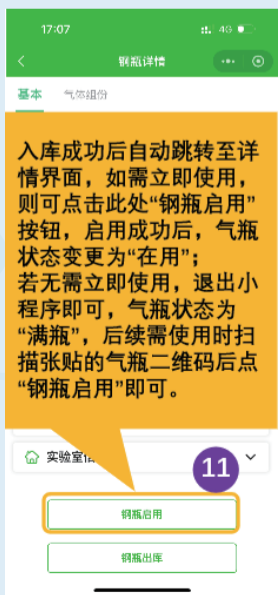 17:07
4G
钢瓶详情
基本 气体组份
入库成功后自动跳转至详
情界面，如需立即使用，
则可点击此处“钢瓶启用”
按钮，启用成功后，气瓶
状态变更为“在用”；
若无需立即使用，退出小
程序即可，气瓶状态为
“满瓶”，后续需使用时扫
描张贴的气瓶二维码后点
“钢瓶启用”即可。
实验室信
11
钢瓶启用
钢瓶出库